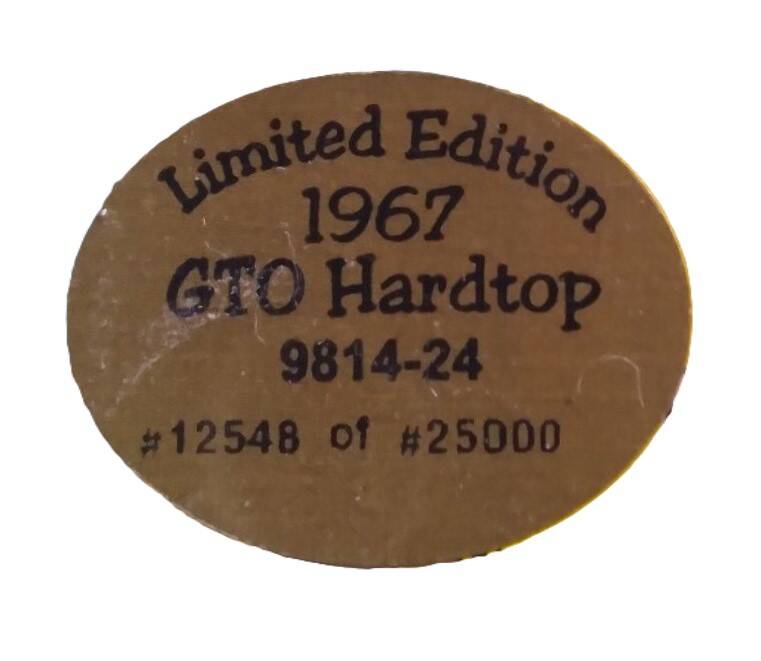 Limited Edition
1967
GTO Hardtop
9814-24
#12548 of #25000